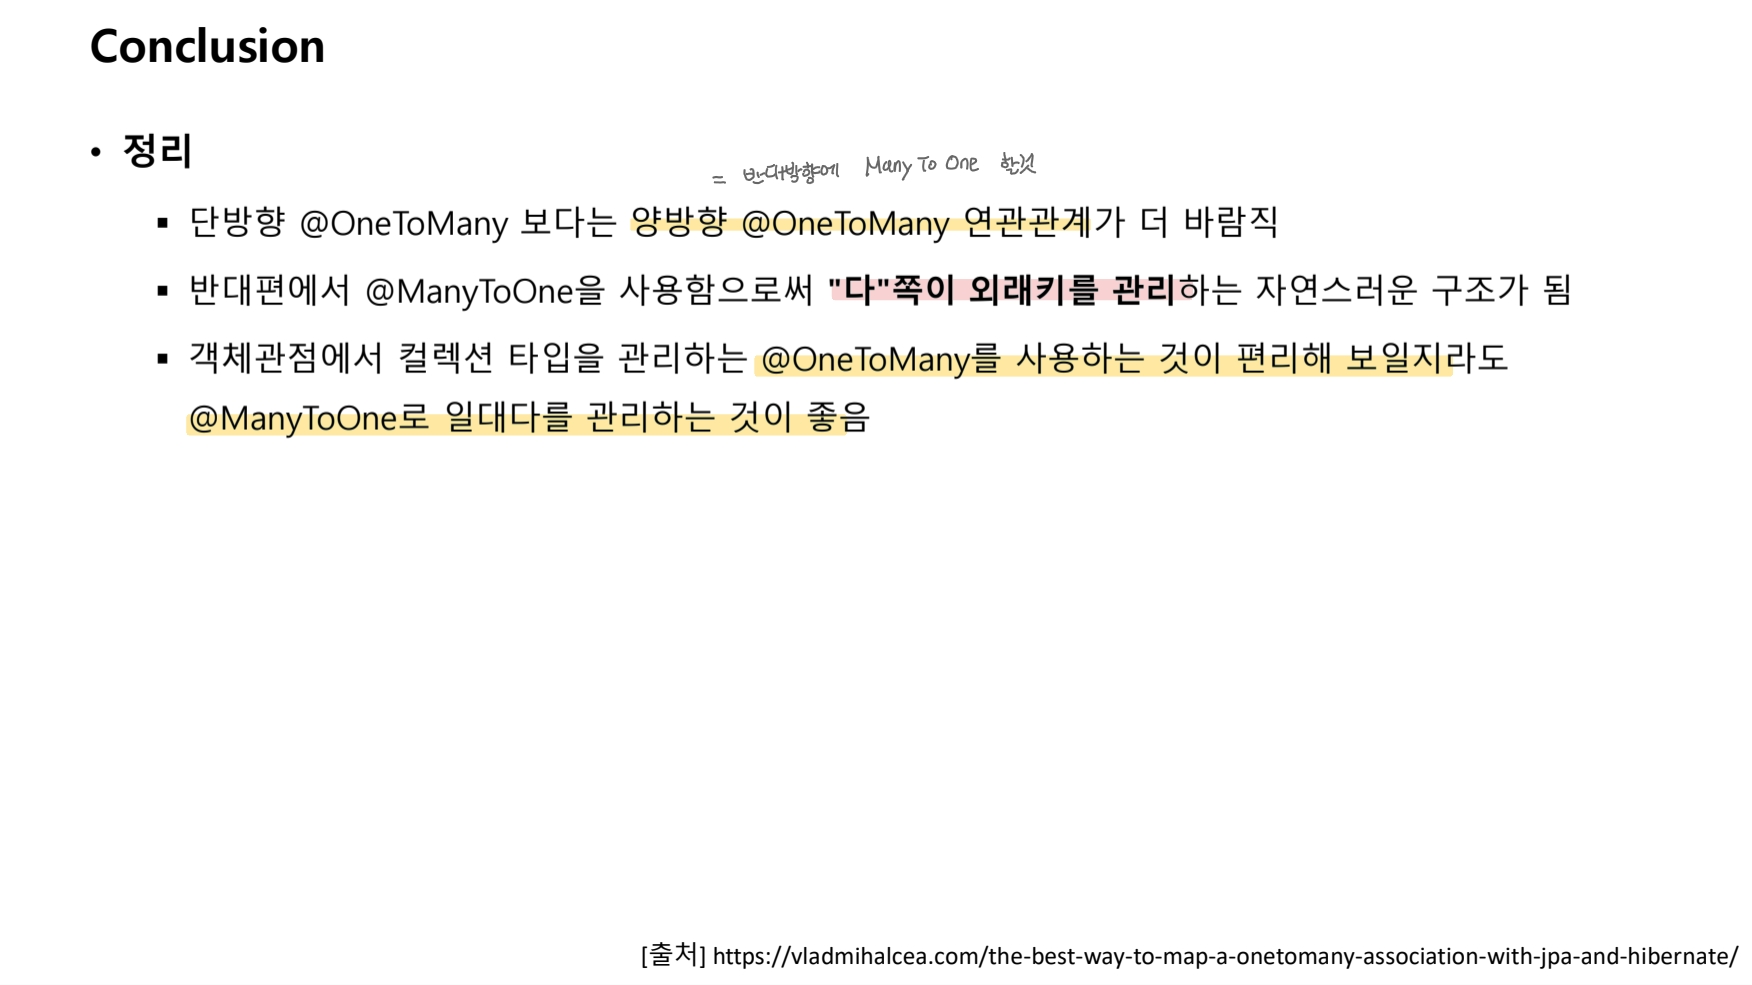 Conclusion
• 정리
= 반대방향에 Many To One 한것
▪ 단방향 @OneToMany 보다는 양방향 @OneToMany 연관관계가 더 바람직
▪ 반대편에서 @ManyToOne을 사용함으로써 "다"쪽이 외래키를 관리하는 자연스러운 구조가 됨
▪ 객체관점에서 컬렉션 타입을 관리하는 @OneToMany를 사용하는 것이 편리해 보일지라도
@ManyToOne로 일대다를 관리하는 것이 좋음
[출처] https://vladmihalcea.com/the-best-way-to-map-a-onetomany-association-with-jpa-and-hibernate/